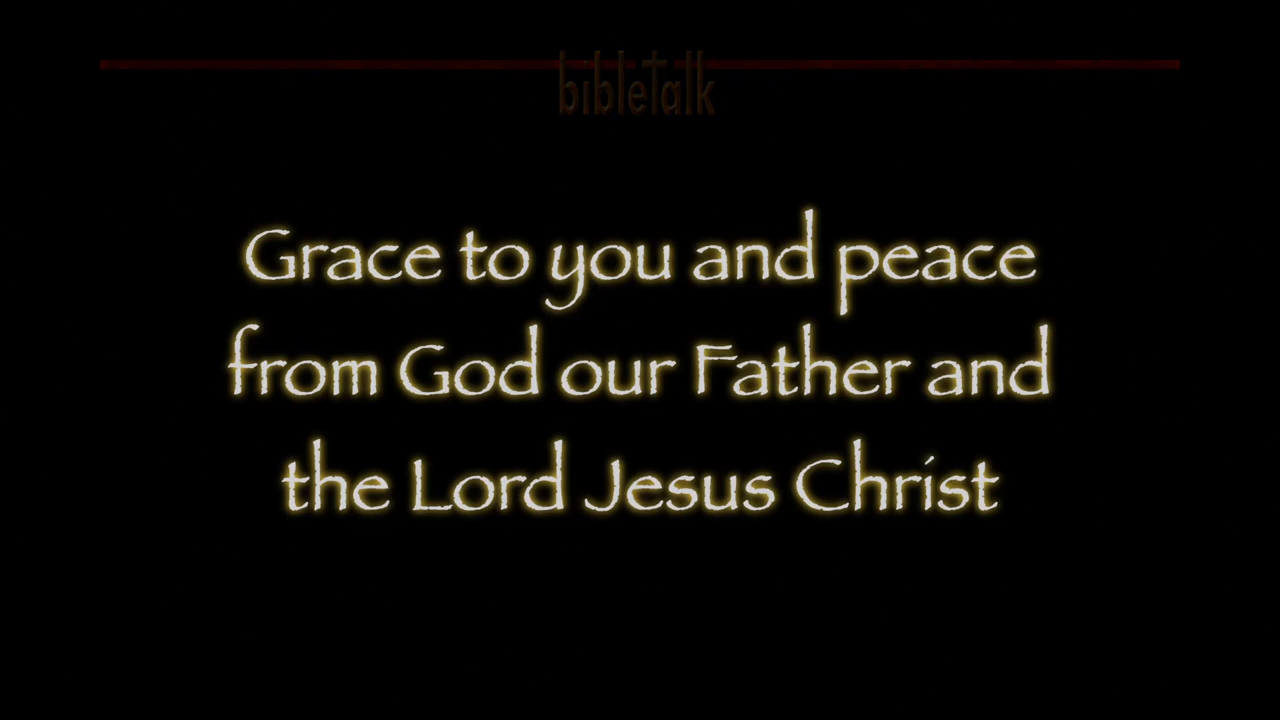 bibleTalk
Grace to you and peace
from God our Father and
the Lord Jesus Christ